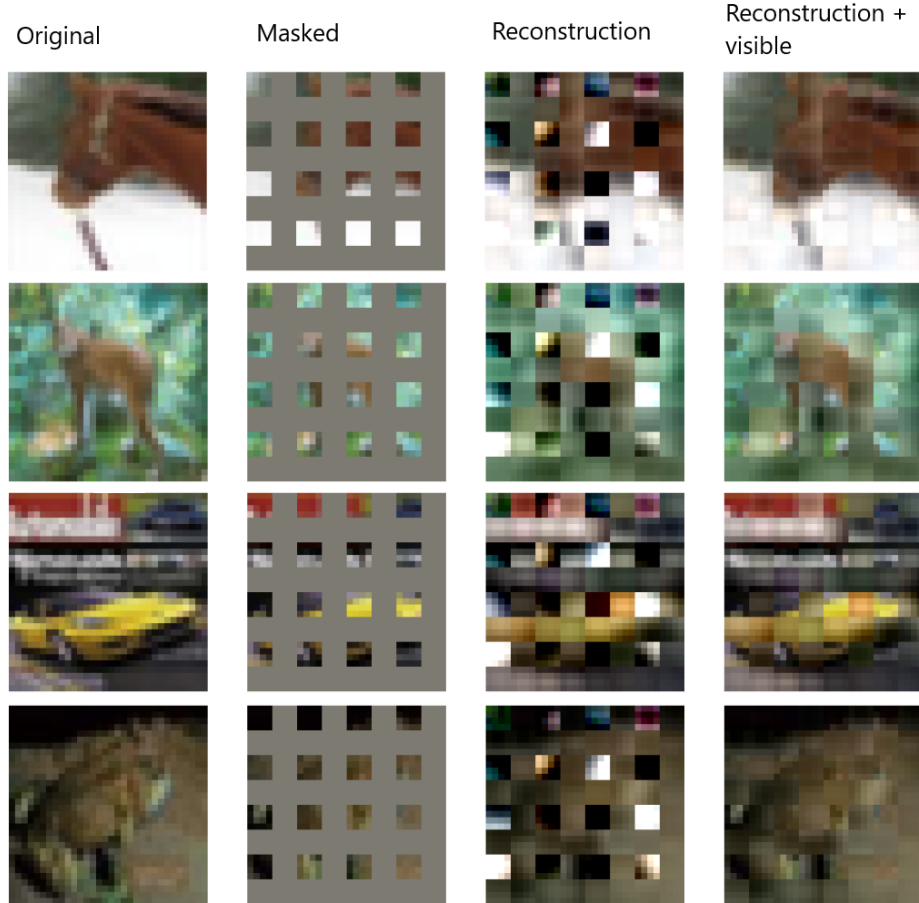 Original
Masked
Reconstruction
Reconstruction +
visible